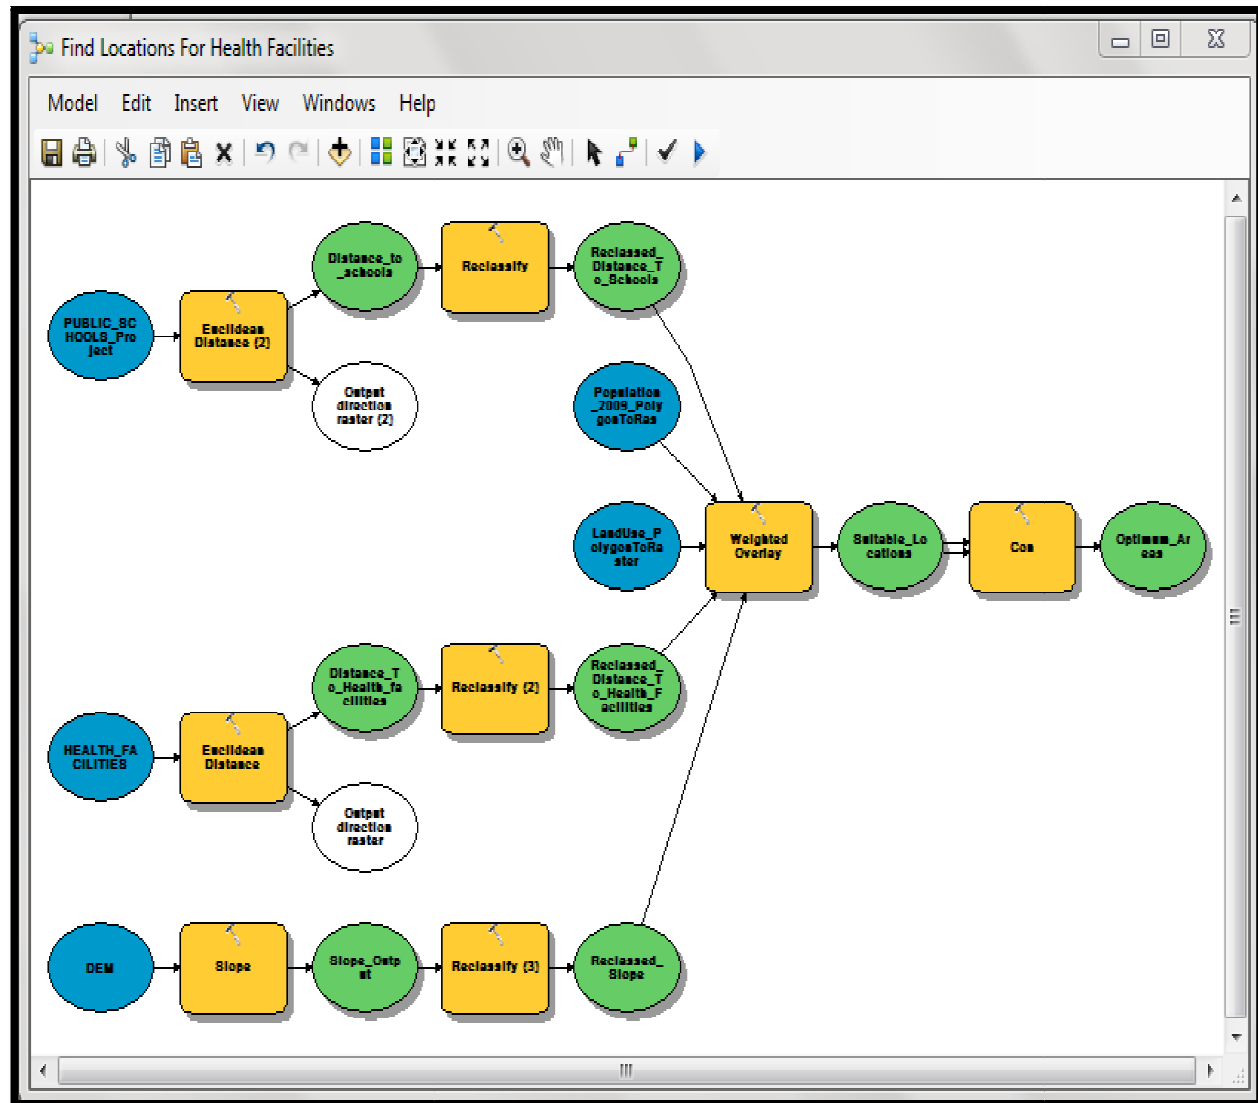 Find Locations For Health Facilities
Model Edit Insert View Windows Help
Distance_to
_schools
Reclassify
Reclassed_
Distance_T
o_Schools
PUBLIC_SC
HOOLS_Pro
ject
Euclidean
Distance (2)
Output
direction
raster (2)
Population
_2009_Poly
gonToRas
LandUse_P
olygonToRa
ster
Weighted
Overlay
Suitable_Lo
cations
Con
Optimum_Ar
eas
Distance_T
o_Health_fa
cilities
Reclassify (2)
Reclassed_
Distance_T
o_Health_F
acilities
HEALTH_FA
CILITIES
Euclidean
Distance
Output
direction
raster
DEM
Slope
Slope_Outp
ut
Reclassify (3)
Reclassed_
Slope